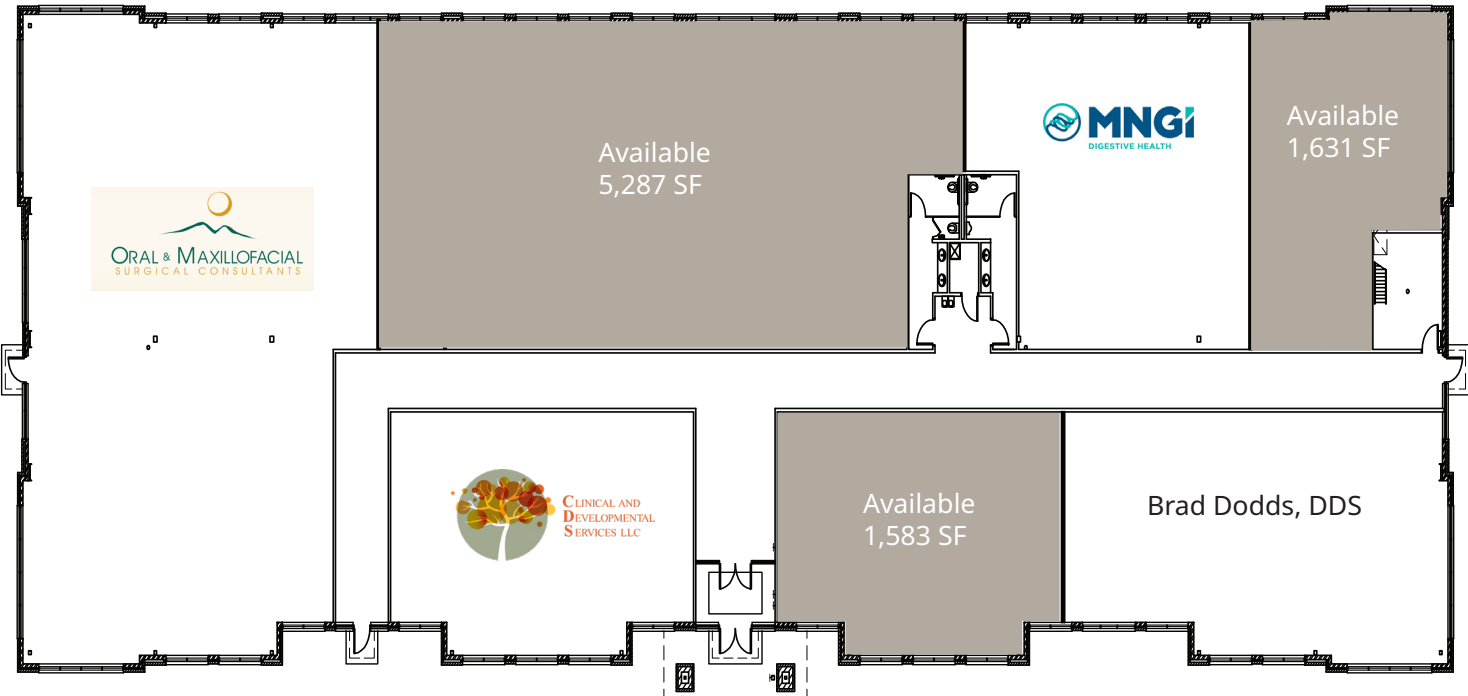 Available
5,287 SF
MNGi
DIGESTIVE HEALTH
Available
1,631 SF
ORAL & MAXILLOFACIAL
SURGICAL CONSULTANTS
CLINICAL AND
DEVELOPMENTAL
SERVICES LLC
Available
1,583 SF
Brad Dodds, DDS